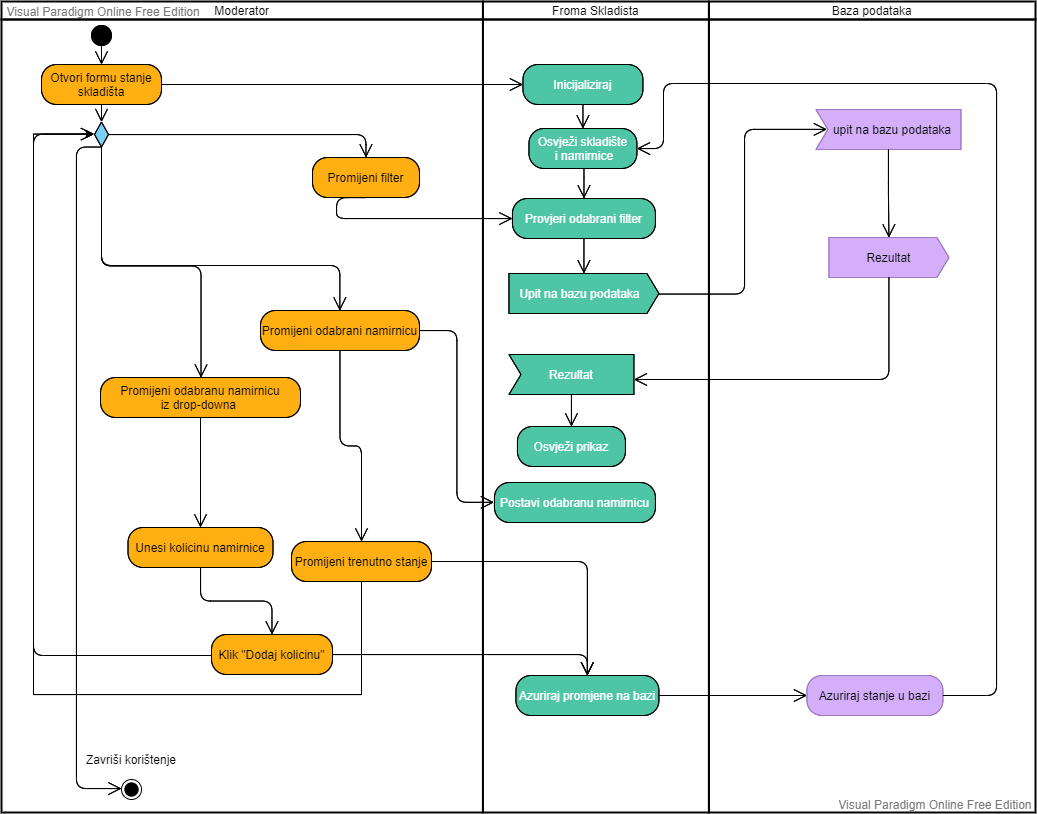 Visual Paradigm Online Free Edition
Moderator
Froma Skladista
Baza podataka
Otvori formu stanje
skladišta
Inicijaliziraj
Osvježi skladište
i namirnice
upit na bazu podataka
Promijeni filter
Provjeri odabrani filter
Rezultat
Upit na bazu podataka
Promijeni odabrani namirnicu
Rezultat
Promijeni odabranu namirnicu
iz drop-downa
Osvježi prikaz
Postavi odabranu namirnicu
Unesi kolicinu namirnice
Promijeni trenutno stanje
Klik "Dodaj kolicinu"
Azuriraj promjene na bazi
Azuriraj stanje u bazi
Završi korištenje
Visual Paradigm Online Free Edition